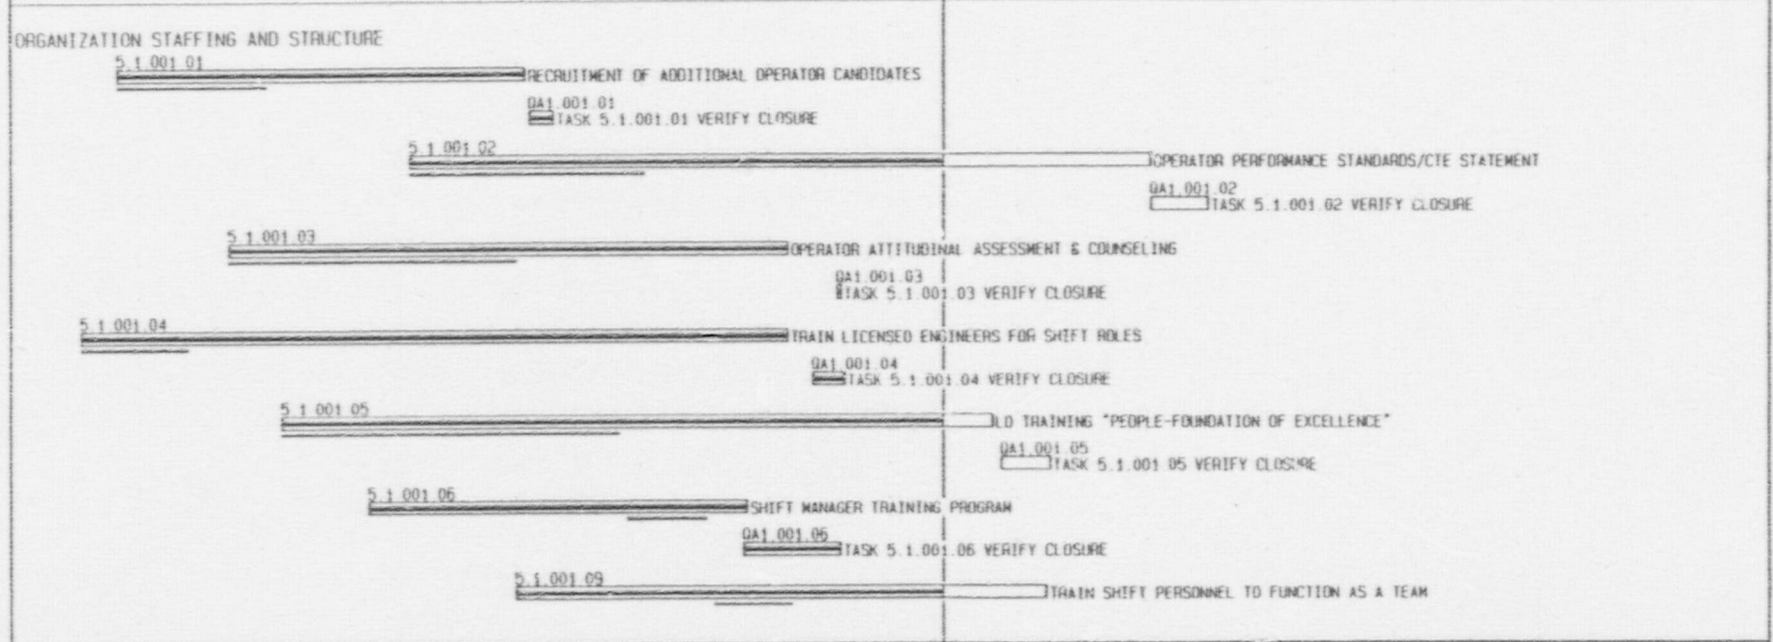 ORGANIZATION STAFFING AND STRUCTURE
5.1.001.01
RECRUITMENT OF ADDITIONAL OPERATOR CANDIDATES
QA1.001.01
TASK 5.1.001.01 VERIFY CLOSURE
5.1.001.02
OPERATOR PERFORMANCE STANDARDS/CTE STATEMENT
QA1.001.02
TASK 5.1.001.02 VERIFY CLOSURE
5.1.001.03
OPERATOR ATTITUDINAL ASSESSMENT & COUNSELING
QA1.001.03
TASK 5.1.001.03 VERIFY CLOSURE
5.1.001.04
TRAIN LICENSED ENGINEERS FOR SHIFT ROLES
QA1.001.04
TASK 5.1.001.04 VERIFY CLOSURE
5.1.001.05
LD TRAINING "PEOPLE-FOUNDATION OF EXCELLENCE"
QA1.001.05
TASK 5.1.001.05 VERIFY CLOSURE
5.1.001.06
SHIFT MANAGER TRAINING PROGRAM
QA1.001.06
TASK 5.1.001.06 VERIFY CLOSURE
5.1.001.09
TRAIN SHIFT PERSONNEL TO FUNCTION AS A TEAM